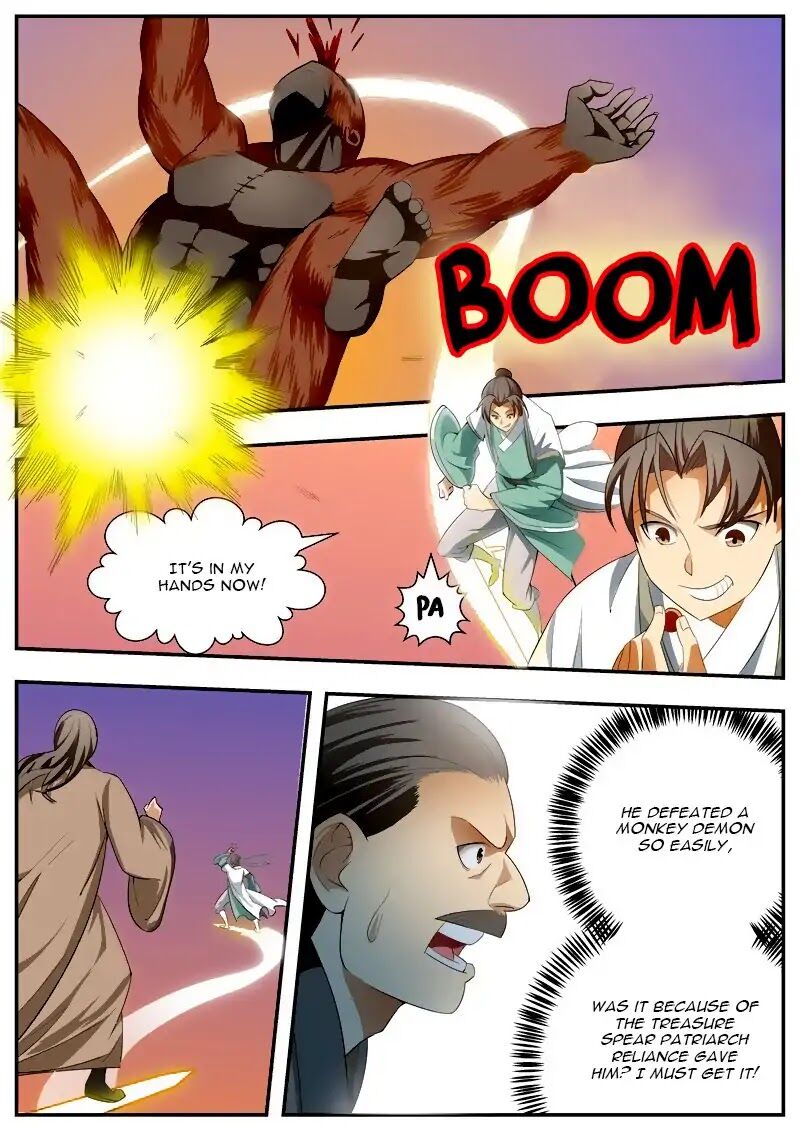 BOOM
IT'S IN MY
HANDS NOW!
PA
HE DEFEATED A
MONKEY DEMON
SO EASILY,
WAS IT BECAUSE OF
THE TREASURE
SPEAR PATRIARCH
RELIANCE GAVE
HIM? I MUST GET IT!